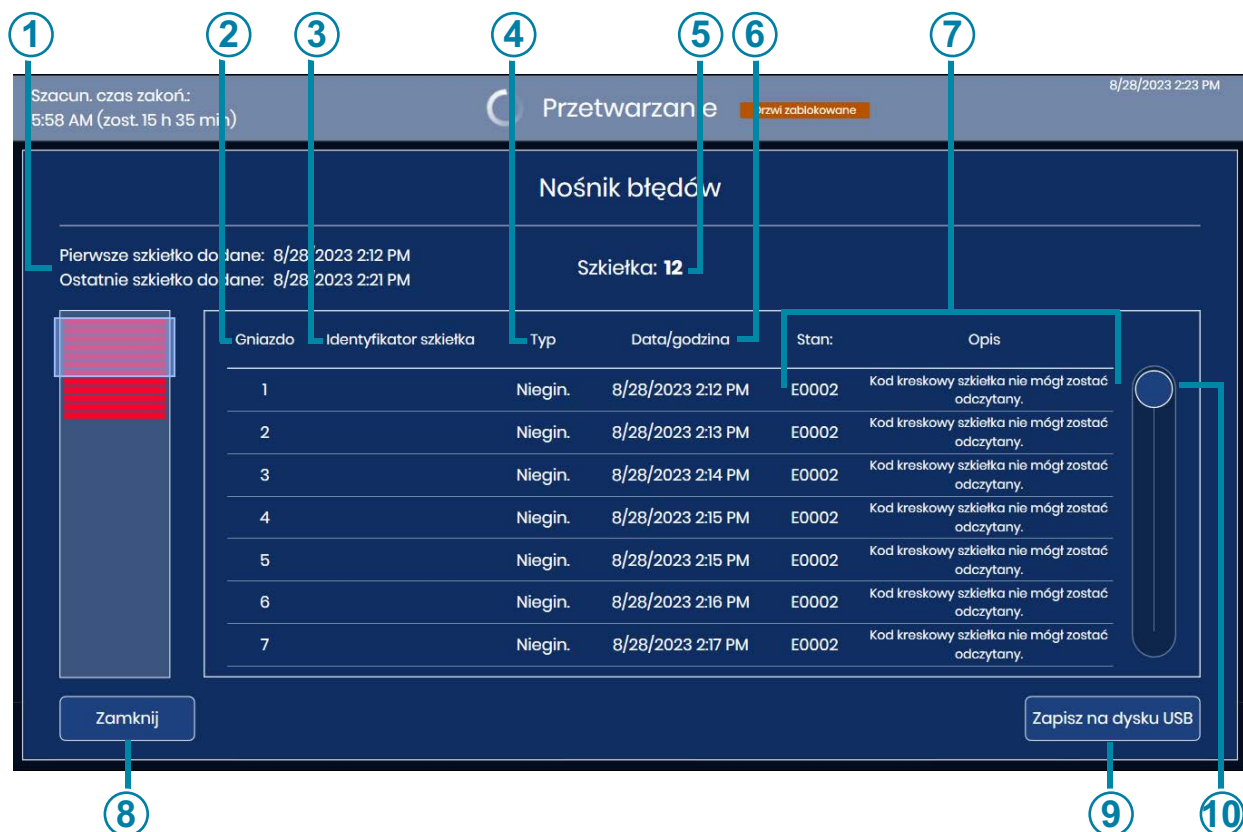 1 2 3 4 5 6 7
8/28/2023 2:23 PM
Szacun. czas zakoń.:
5:58 AM (zost. 15 h 35 min)
Przetwarzanie Drzwi zablokowane
Nośnik błędów
Pierwsze szkiełko dodane: 8/28/2023 2:12 PM
Ostatnie szkiełko dodane: 8/28/2023 2:21 PM
Szkiełka: 12
Gniazdo Identyfikator szkiełka Typ Data/godzina Stan: Opis
1 Niegin. 8/28/2023 2:12 PM E0002 Kod kreskowy szkiełka nie mógł zostać
odczytany.
2 Niegin. 8/28/2023 2:13 PM E0002 Kod kreskowy szkiełka nie mógł zostać
odczytany.
3 Niegin. 8/28/2023 2:14 PM E0002 Kod kreskowy szkiełka nie mógł zostać
odczytany.
4 Niegin. 8/28/2023 2:15 PM E0002 Kod kreskowy szkiełka nie mógł zostać
odczytany.
5 Niegin. 8/28/2023 2:15 PM E0002 Kod kreskowy szkiełka nie mógł zostać
odczytany.
6 Niegin. 8/28/2023 2:16 PM E0002 Kod kreskowy szkiełka nie mógł zostać
odczytany.
7 Niegin. 8/28/2023 2:17 PM E0002 Kod kreskowy szkiełka nie mógł zostać
odczytany.
Zamknij Zapisz na dysku USB
8 9 10